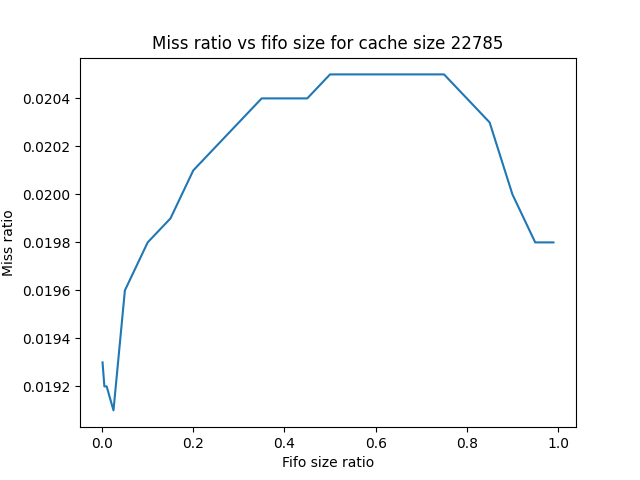 Miss ratio vs fifo size for cache size 22785
Miss ratio
0.0204
0.0202
0.0200
0.0198
0.0196
0.0194
0.0192
0.0 0.2 0.4 0.6 0.8 1.0
Fifo size ratio